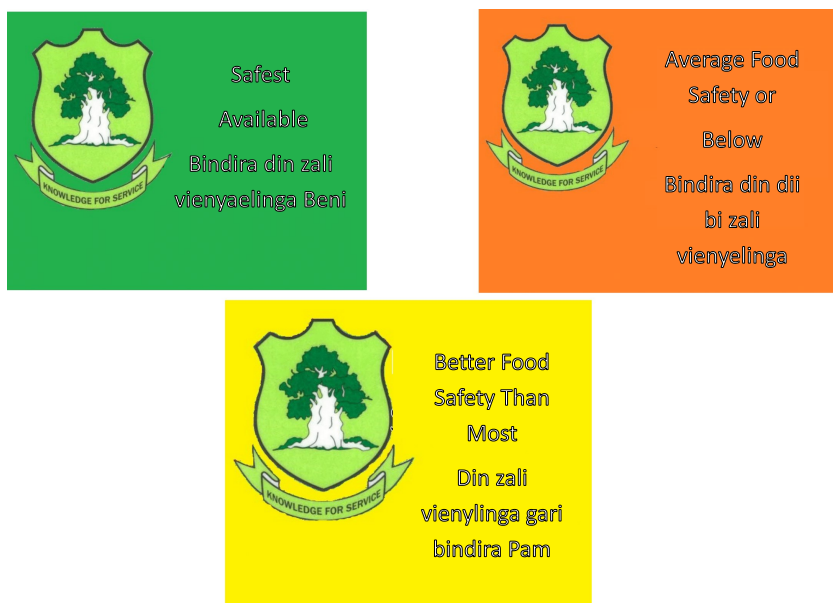 Safest
Available
Bindira din zali
vienyaelinga Beni
KNOWLEDGE FOR SERVICE
Average Food
Safety or
Below
Bindira din dii
bi zali
vienyelinga
KNOWLEDGE FOR SERVICE
Better Food
Safety Than
Most
Din zali
vienylinga gari
bindira Pam
KNOWLEDGE FOR SERVICE